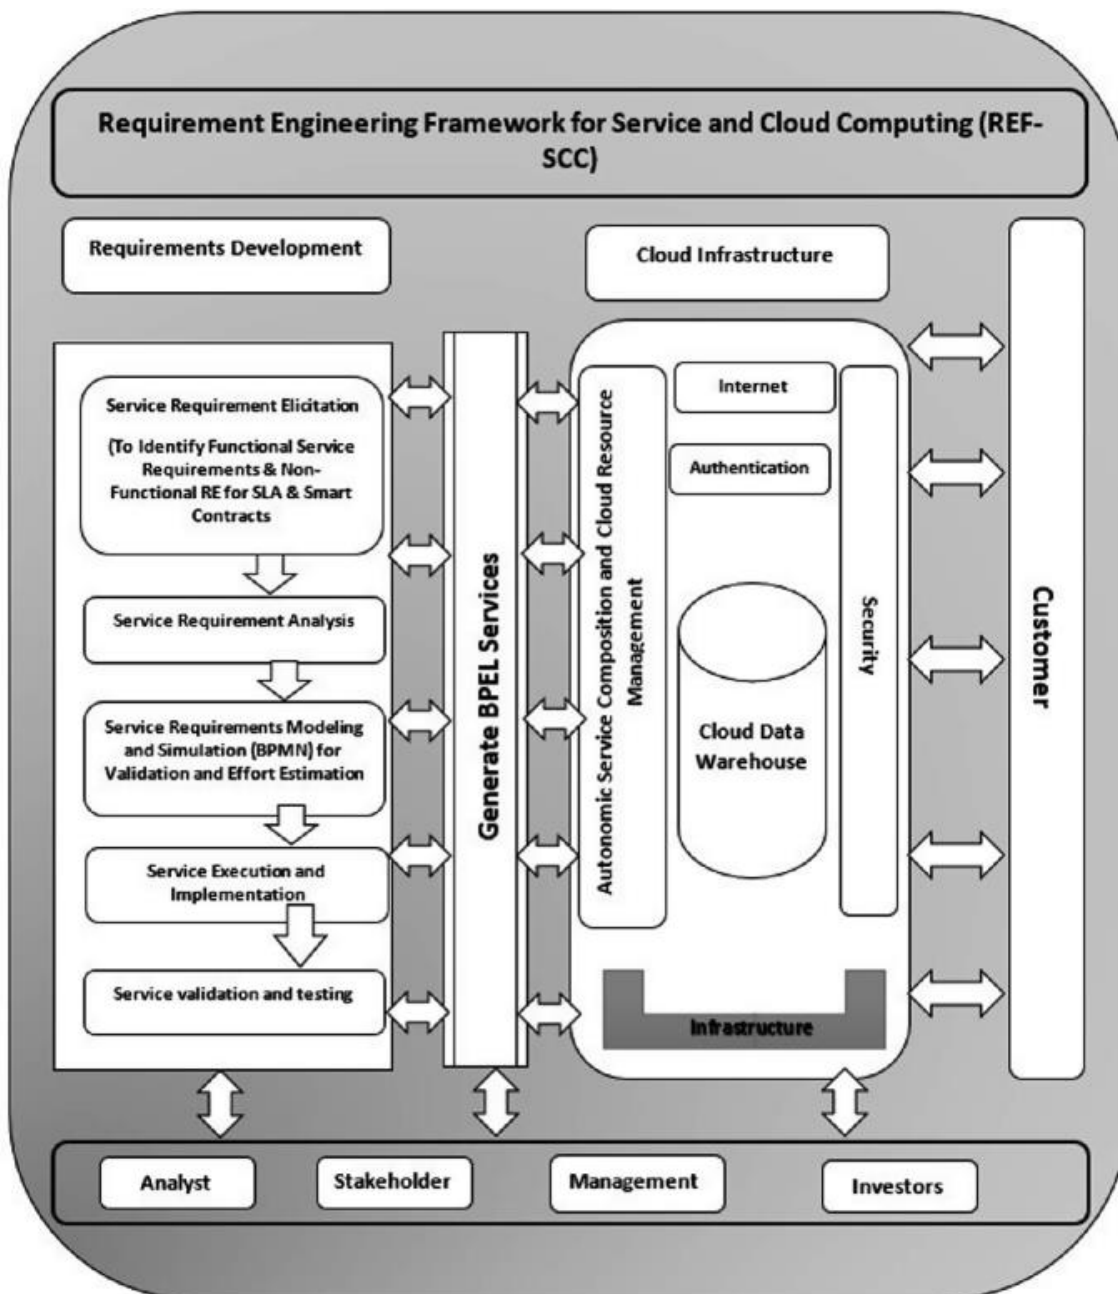 Requirement Engineering Framework for Service and Cloud Computing (REF-
SCC)
Requirements Development
Cloud Infrastructure
Service Requirement Elicitation
(To Identify Functional Service
Requirements & Non-
Functional RE for SLA & Smart
Contracts
Service Requirement Analysis
Service Requirements Modeling
and Simulation (BPMN) for
Validation and Effort Estimation
Service Execution and
Implementation
Service validation and testing
Generate BPEL Services
Autonomic Service Composition and Cloud Resource
Management
Internet
Authentication
Cloud Data
Warehouse
Security
Infrastructure
Customer
Analyst
Stakeholder
Management
Investors